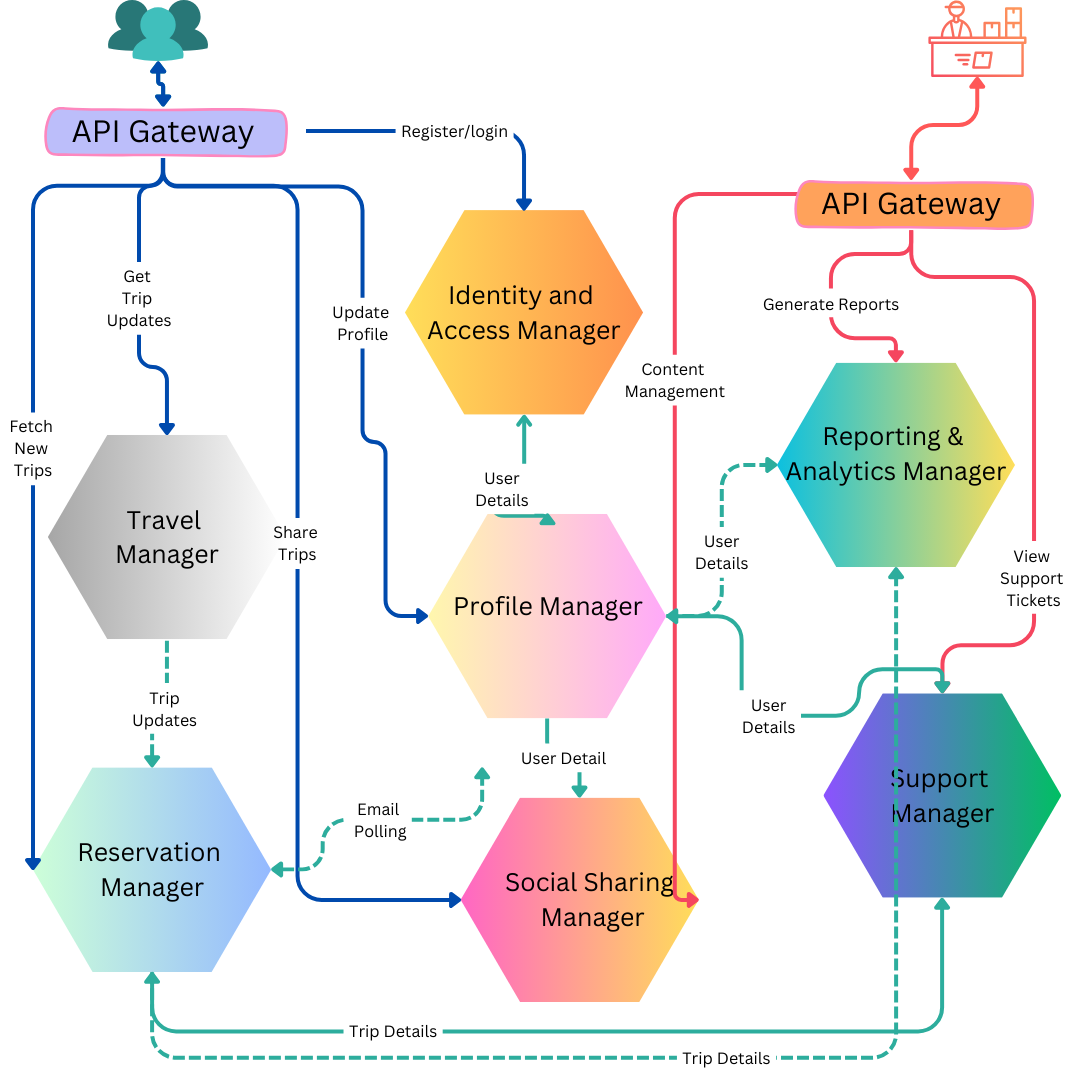 API Gateway
Register/login
API Gateway
Get
Trip
Updates
Update
Profile
Identity and
Access Manager
Generate Reports
Content
Management
Fetch
New
Trips
Reporting &
Analytics Manager
User
Details
Travel
Manager
Share
Trips
User
Details
View
Support
Tickets
Profile Manager
Trip
Updates
User
Details
User Detail
Support
Manager
Email
Polling
Reservation
Manager
Social Sharing
Manager
Trip Details
Trip Details